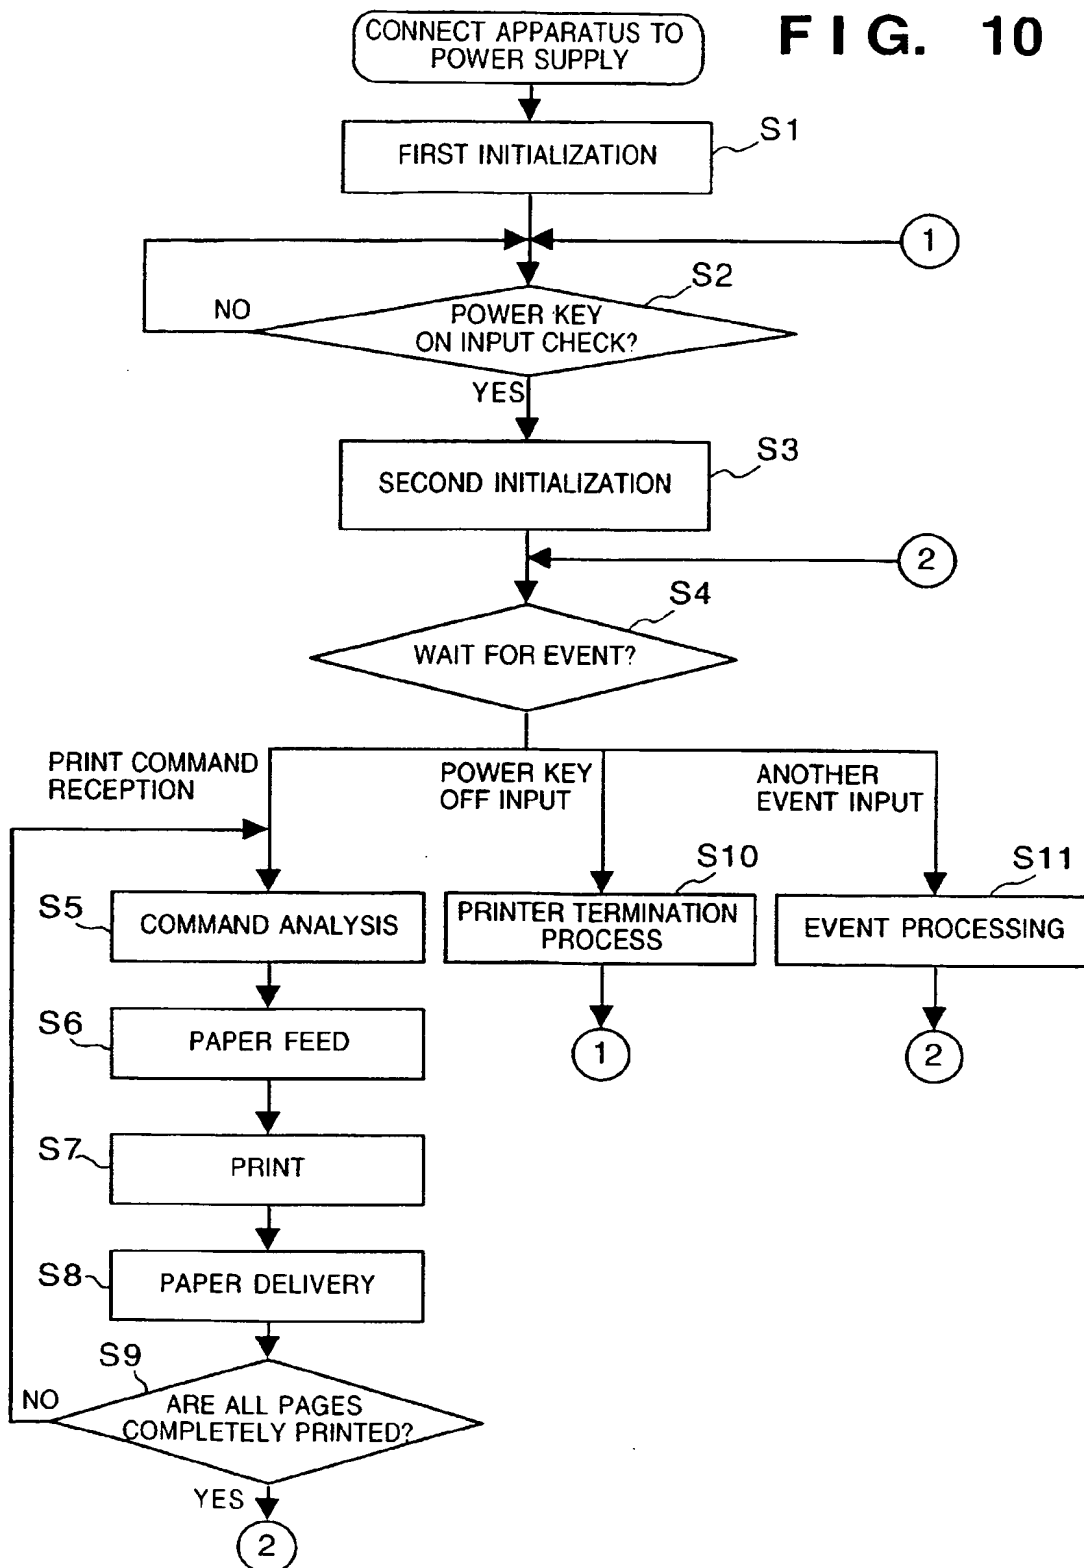 FIG. 10
CONNECT APPARATUS TO
POWER SUPPLY
S1
FIRST INITIALIZATION
1
S2
NO
POWER KEY
ON INPUT CHECK?
YES
S3
SECOND INITIALIZATION
2
S4
WAIT FOR EVENT?
PRINT COMMAND
RECEPTION
POWER KEY
OFF INPUT
ANOTHER
EVENT INPUT
S5
COMMAND ANALYSIS
S10
PRINTER TERMINATION
PROCESS
S11
EVENT PROCESSING
S6
PAPER FEED
1
2
S7
PRINT
S8
PAPER DELIVERY
S9
NO
ARE ALL PAGES
COMPLETELY PRINTED?
YES
2